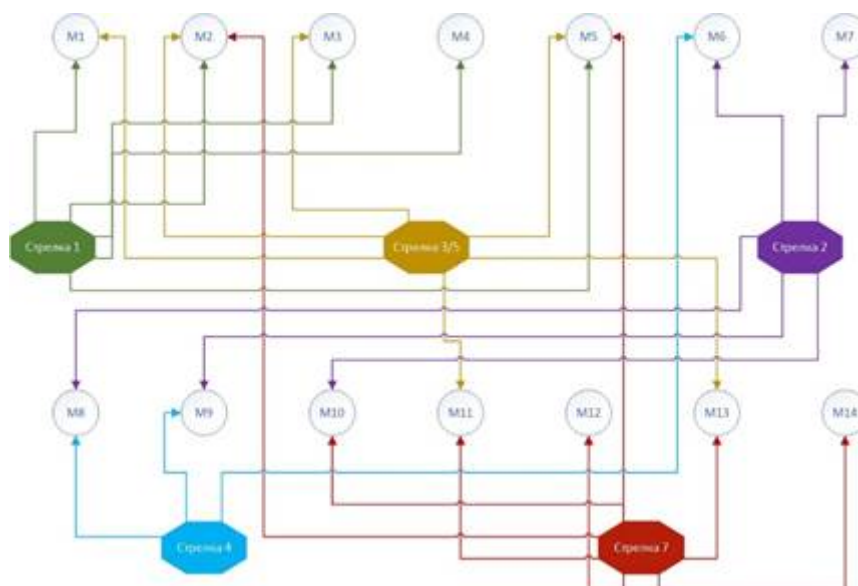 M1 M2 M3 M4 M5 M6 M7
Стрелка 1 Стрелка 3/5 Стрелка 2
M8 M9 M10 M11 M12 M13 M14
Стрелка 4 Стрелка 7